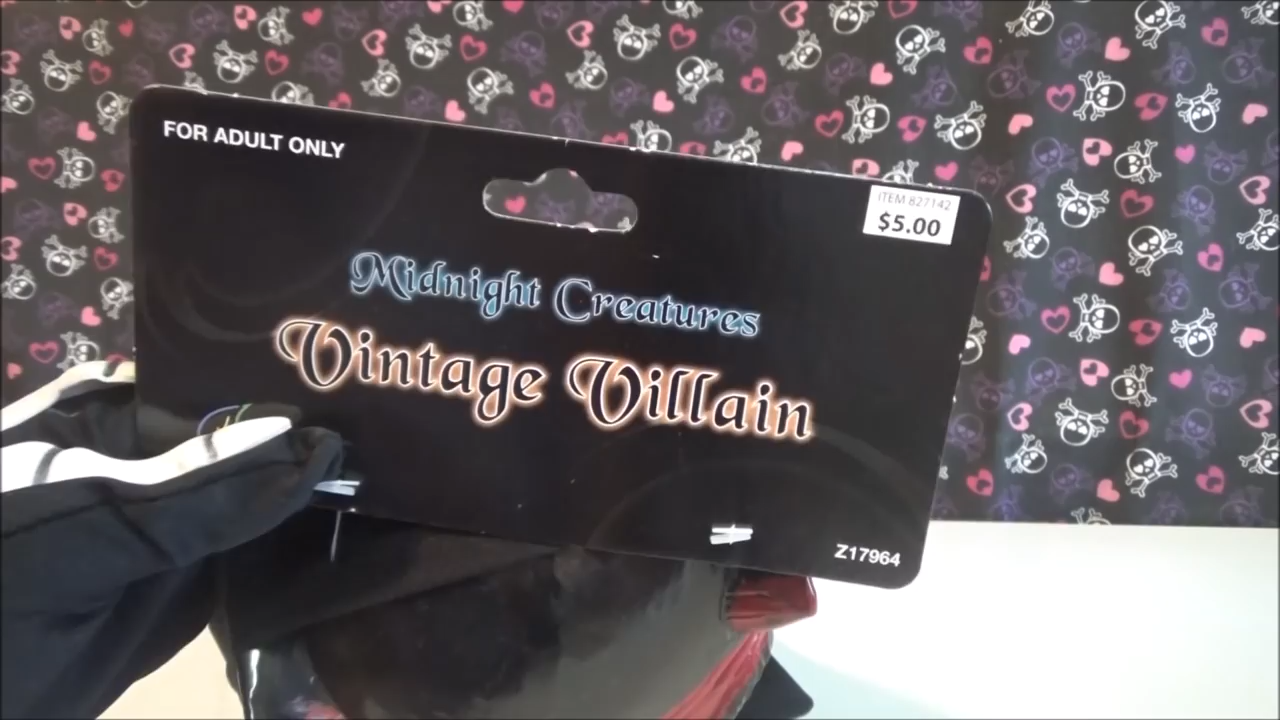 FOR ADULT ONLY
ITEM 827142
$5.00
Midnight Creatures
Vintage Villain
Z17964